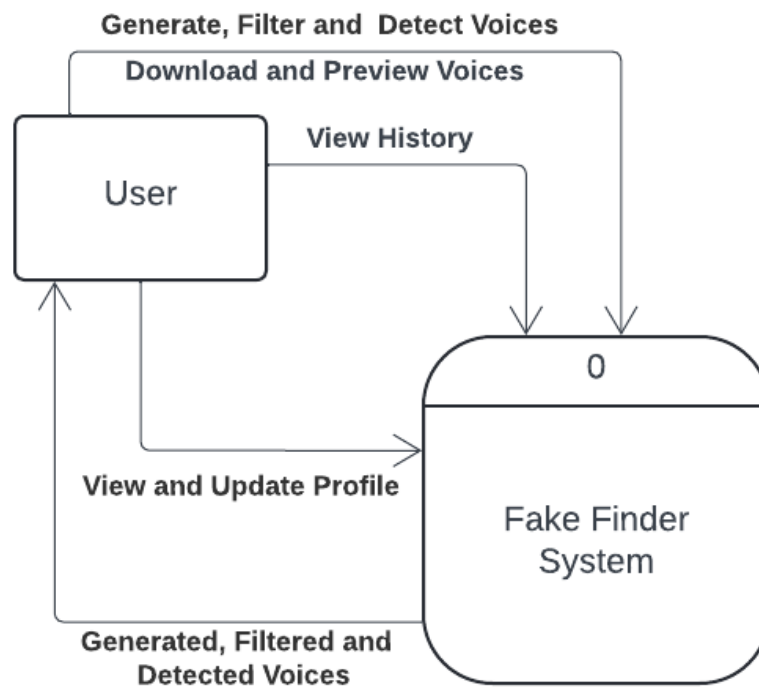 Generate, Filter and  Detect Voices
Download and Preview Voices
View History
User
0
View and Update Profile
Fake Finder
System
Generated, Filtered and
Detected Voices